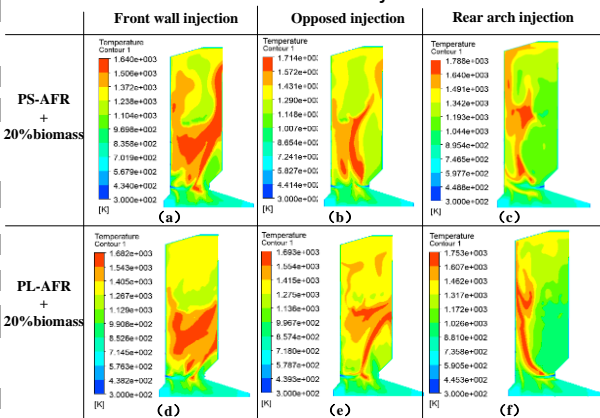 Front wall injection
Opposed injection
Rear arch injection
PS-AFR
+
20%biomass
Temperature
Contour 1
1.640e+003
1.506e+003
1.372e+003
1.238e+003
1.104e+003
9.698e+002
8.358e+002
7.019e+002
5.679e+002
4.340e+002
3.000e+002
[K]
(a)
Temperature
Contour 1
1.714e+00
1.572e+00
1.431e+00
1.290e+00
1.148e+00
1.007e+00
8.654e+00
7.241e+00
5.827e+00
4.414e+00
3.000e+00
[K]
(b)
Temperature
Contour 1
1.788e+003
1.640e+003
1.491e+003
1.342e+003
1.193e+003
1.044e+003
8.954e+002
7.465e+002
5.977e+002
4.488e+002
3.000e+002
[K]
(c)
PL-AFR
+
20%biomass
Temperature
Contour 1
1.682e+003
1.543e+003
1.405e+003
1.267e+003
1.129e+003
9.908e+002
8.526e+002
7.145e+002
5.763e+002
4.382e+002
3.000e+002
[K]
(d)
Temperature
Contour 1
1.693e+003
1.554e+003
1.415e+003
1.275e+003
1.136e+003
9.967e+002
8.574e+002
7.180e+002
5.787e+002
4.393e+002
3.000e+002
[K]
(e)
Temperature
Contour 1
1.753e+003
1.607e+003
1.462e+003
1.317e+003
1.172e+003
1.026e+003
8.810e+002
7.358e+002
5.905e+002
4.453e+002
3.000e+002
[K]
(f)